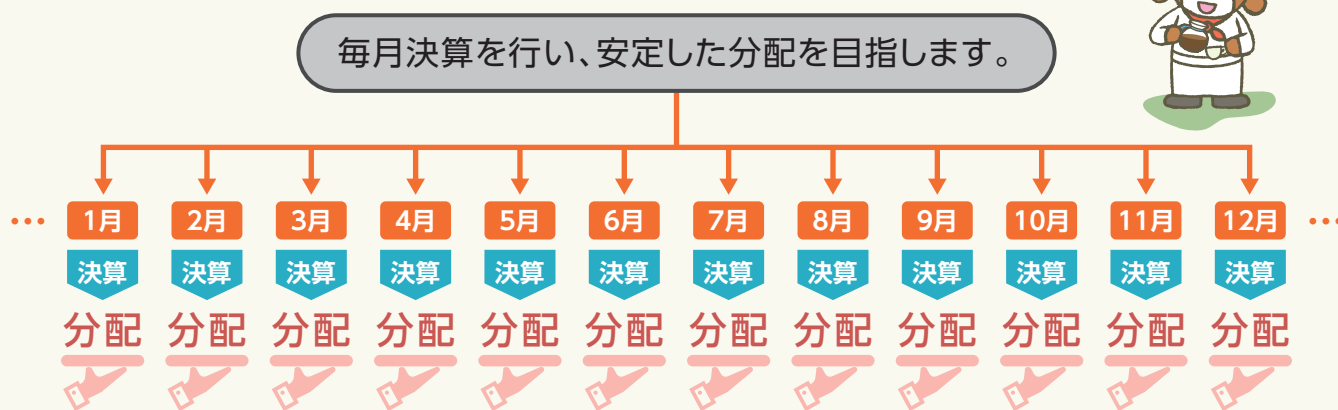 毎月決算を行い、安定した分配を目指します。
… 1月 2月 3月 4月 5月 6月 7月 8月 9月 10月 11月 12月 …
決算 決算 決算 決算 決算 決算 決算 決算 決算 決算 決算 決算
分配 分配 分配 分配 分配 分配 分配 分配 分配 分配 分配 分配